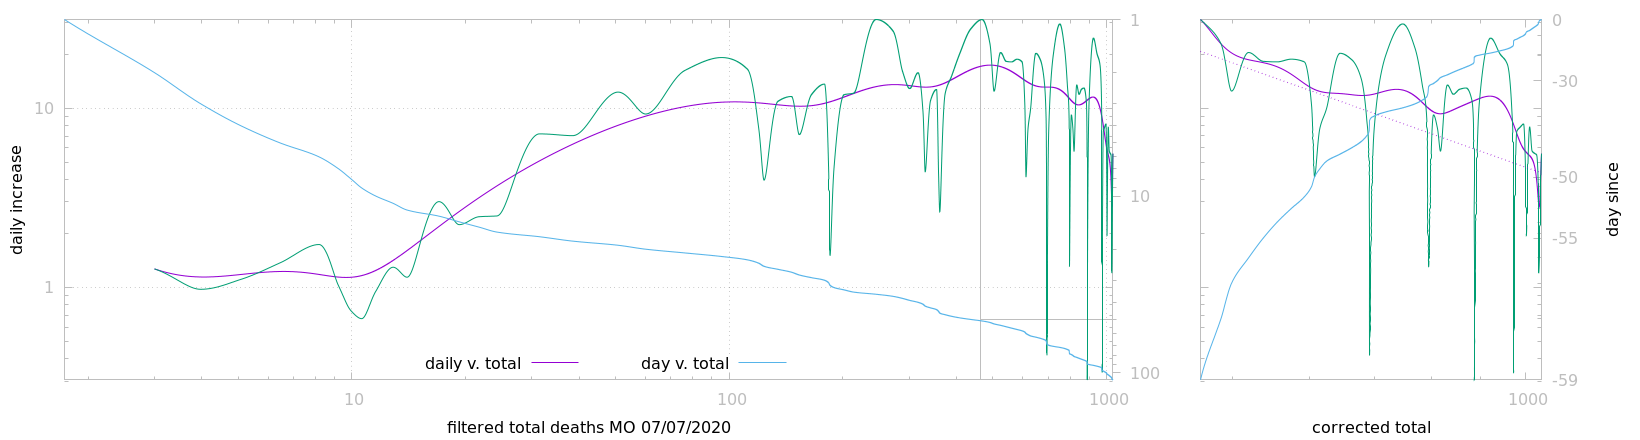 1
0
-30
10
daily increase
-50
day since
10
-55
1
daily v. total
day v. total
100
-59
10
100
1000
1000
filtered total deaths MO 07/07/2020
corrected total